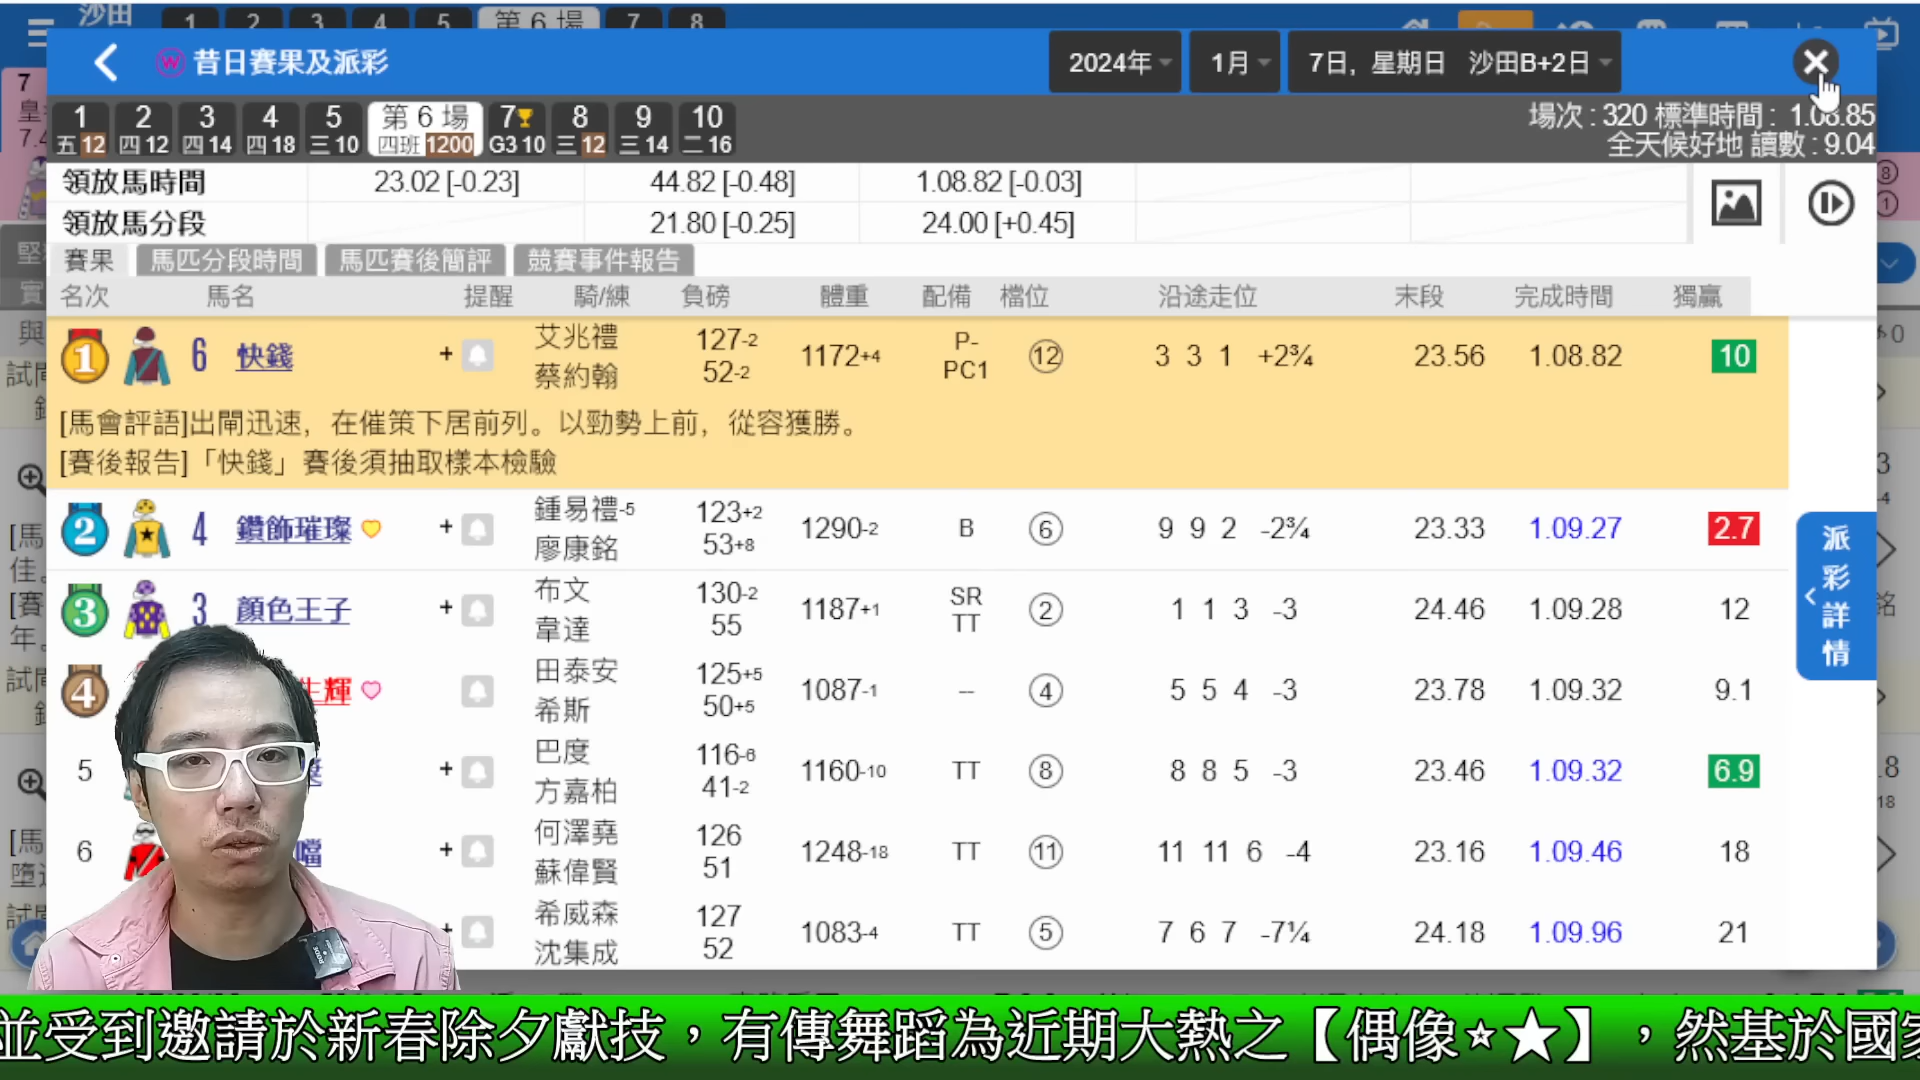 沙田 1 2 3 4 5 第 6 場 7 8
昔日賽果及派彩 2024年 1月 7日, 星期日 沙田B+2日
1 2 3 4 5 第 6 場 7 8 9 10
五12 四12 四14 四18 三10 四班1200 G3 10 三12 三14 二16
場次 : 320 標準時間 : 1.08.85
全天候好地 讀數 : 9.04
領放馬時間 23.02 [-0.23] 44.82 [-0.48] 1.08.82 [-0.03]
領放馬分段 21.80 [-0.25] 24.00 [+0.45]
賽果 馬匹分段時間 馬匹賽後簡評 競賽事件報告
名次 馬名 提醒 騎/練 負磅 體重 配備 檔位 沿途走位 末段 完成時間 獨贏
1 6 快錢 + 艾兆禮 蔡約翰 127-2 52-2 1172+4 P- PC1 12 3 3 1 +2¾ 23.56 1.08.82 10
[馬會評語]出閘迅速，在催策下居前列。以勁勢上前，從容獲勝。
[賽後報告]「快錢」賽後須抽取樣本檢驗
2 4 鑽飾璀璨 + 鍾易禮-5 廖康銘 123+2 53+8 1290-2 B 6 9 9 2 -2¾ 23.33 1.09.27 2.7
3 3 顏色王子 + 布文 韋達 130-2 55 1187+1 SR TT 2 1 1 3 -3 24.46 1.09.28 12
4 生輝 田泰安 希斯 125+5 50+5 1087-1 -- 4 5 5 4 -3 23.78 1.09.32 9.1
5 + 巴度 方嘉柏 116-6 41-2 1160-10 TT 8 8 8 5 -3 23.46 1.09.32 6.9
6 噹 + 何澤堯 蘇偉賢 126 51 1248-18 TT 11 11 11 6 -4 23.16 1.09.46 18
希威森 沈集成 127 52 1083-4 TT 5 7 6 7 -7¼ 24.18 1.09.96 21
派彩詳情
並受到邀請於新春除夕獻技，有傳舞蹈為近期大熱之【偶像⭒★】，然基於國家